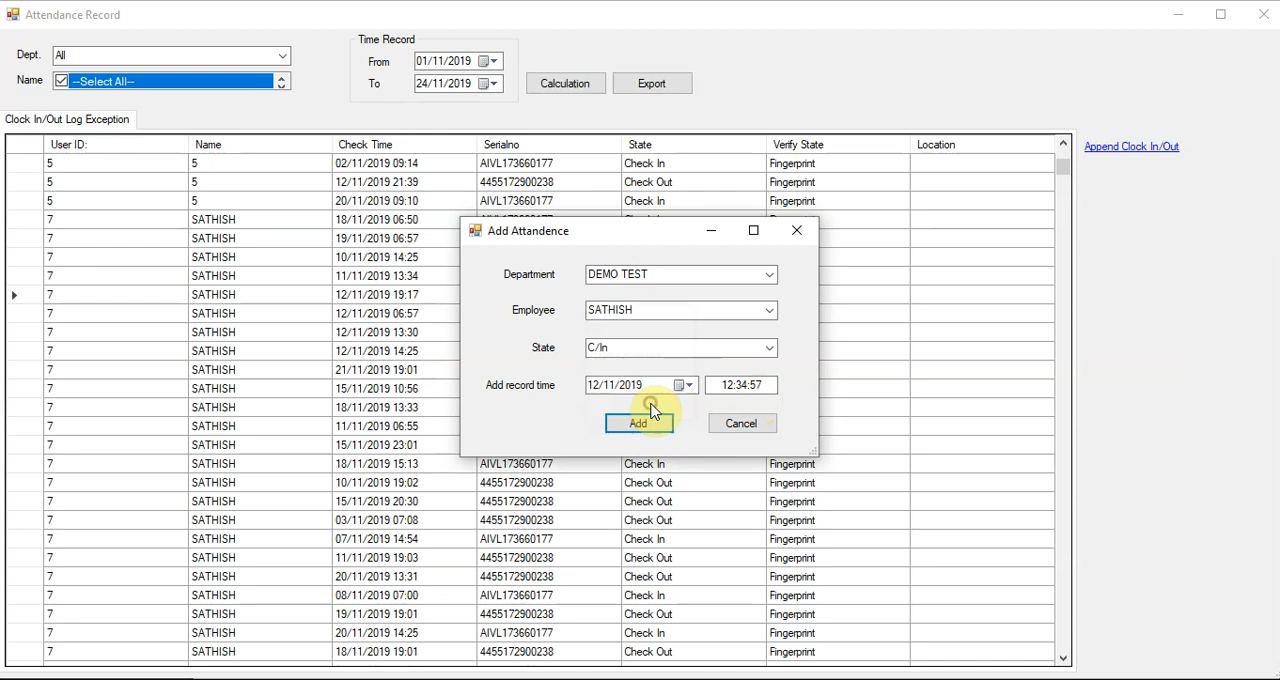 Attendance Record
Dept. All
Name --Select All--
Time Record
From 01/11/2019
To 24/11/2019
Calculation Export
Clock In/Out Log Exception
Append Clock In/Out
User ID: Name Check Time Serialno State Verify State Location
5 5 02/11/2019 09:14 AIVL173660177 Check In Fingerprint
5 5 12/11/2019 21:39 4455172900238 Check Out Fingerprint
5 5 20/11/2019 09:10 AIVL173660177 Check In Fingerprint
7 SATHISH 18/11/2019 06:50
7 SATHISH 19/11/2019 06:57
7 SATHISH 10/11/2019 14:25
7 SATHISH 11/11/2019 13:34
7 SATHISH 12/11/2019 19:17
7 SATHISH 12/11/2019 06:57
7 SATHISH 12/11/2019 13:30
7 SATHISH 12/11/2019 14:25
7 SATHISH 21/11/2019 19:01
7 SATHISH 15/11/2019 10:56
7 SATHISH 18/11/2019 13:33
7 SATHISH 11/11/2019 06:55
7 SATHISH 15/11/2019 23:01
7 SATHISH 18/11/2019 15:13 AIVL173660177 Check In Fingerprint
7 SATHISH 10/11/2019 19:02 4455172900238 Check Out Fingerprint
7 SATHISH 15/11/2019 20:30 4455172900238 Check Out Fingerprint
7 SATHISH 03/11/2019 07:08 4455172900238 Check Out Fingerprint
7 SATHISH 07/11/2019 14:54 AIVL173660177 Check In Fingerprint
7 SATHISH 11/11/2019 19:03 4455172900238 Check Out Fingerprint
7 SATHISH 20/11/2019 13:31 4455172900238 Check Out Fingerprint
7 SATHISH 08/11/2019 07:00 AIVL173660177 Check In Fingerprint
7 SATHISH 19/11/2019 19:01 4455172900238 Check Out Fingerprint
7 SATHISH 20/11/2019 14:25 AIVL173660177 Check In Fingerprint
7 SATHISH 18/11/2019 19:01 4455172900238 Check Out Fingerprint
Add Attandence
Department DEMO TEST
Employee SATHISH
State C/In
Add record time 12/11/2019 12:34:57
Add Cancel